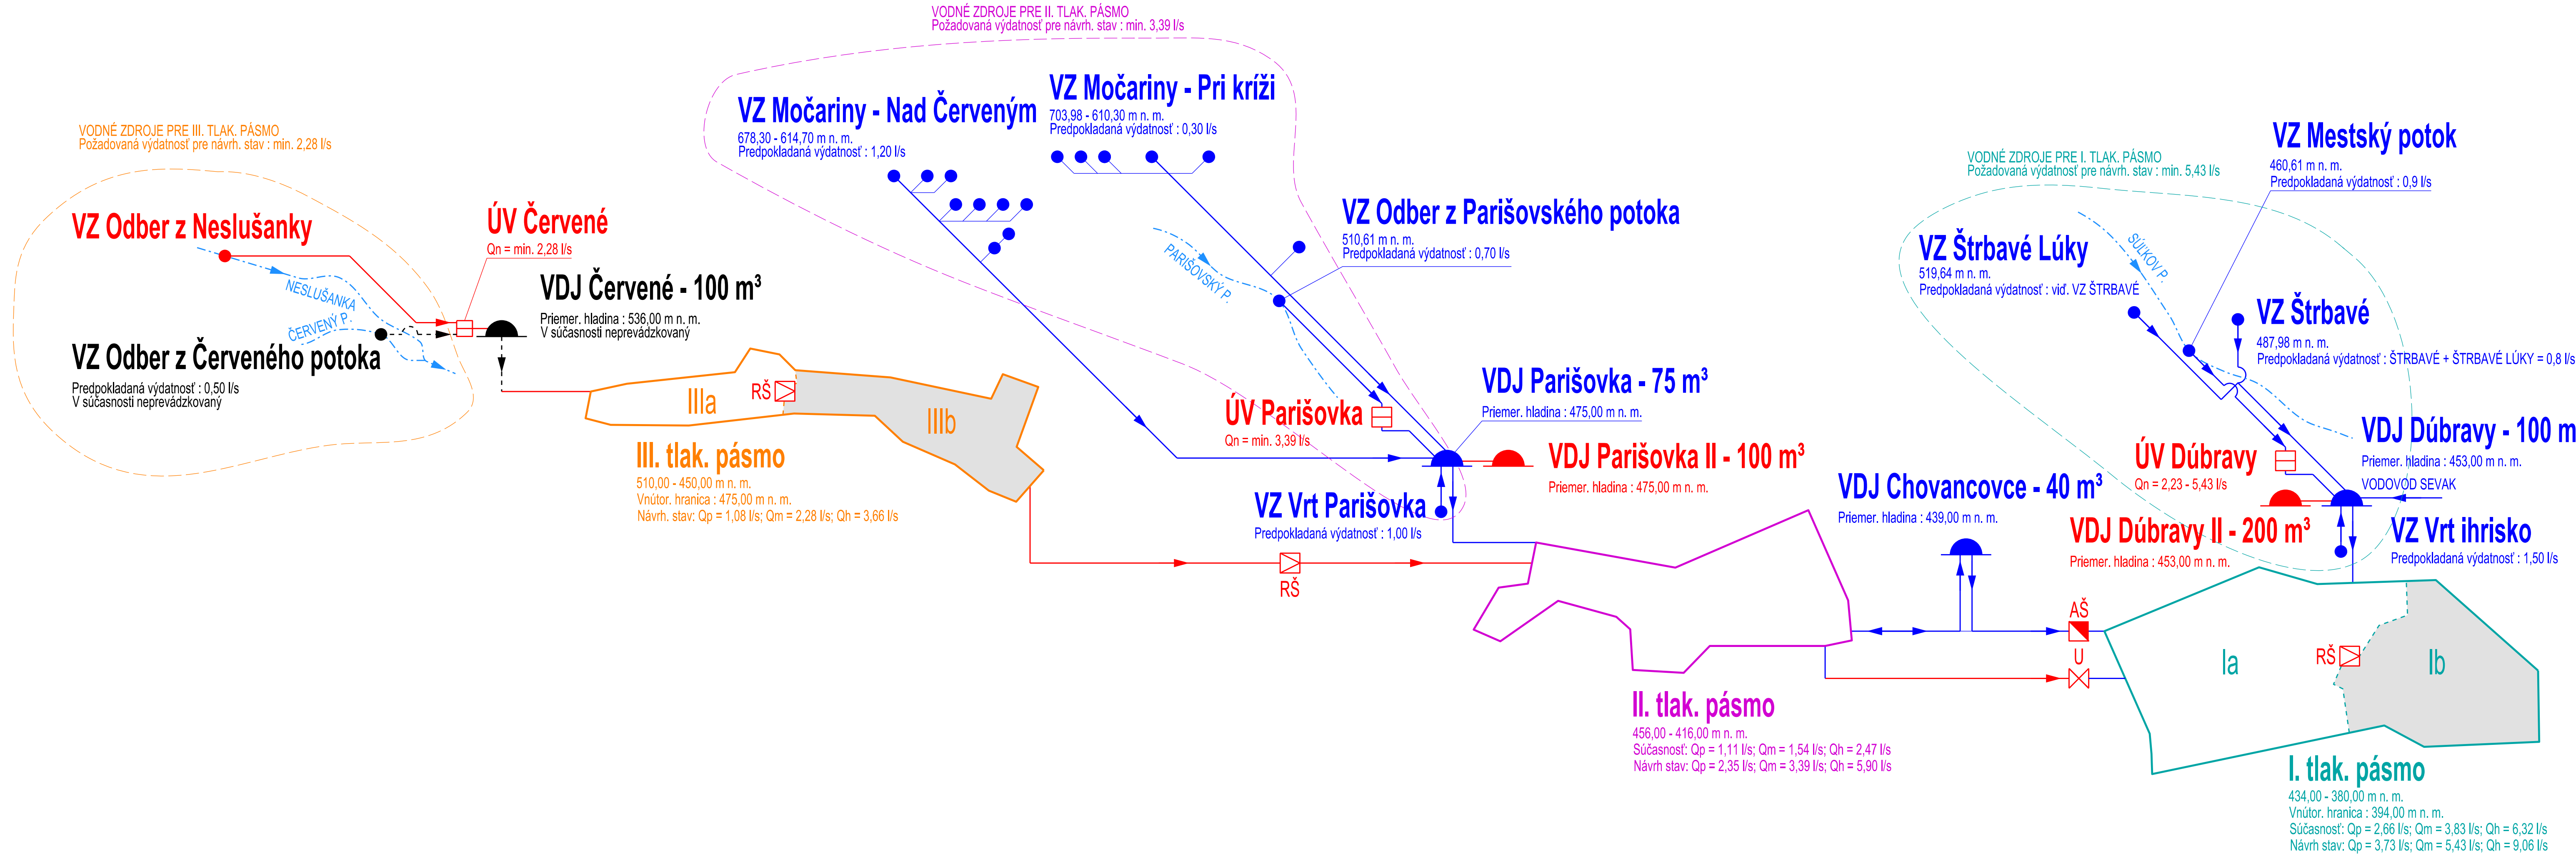 VODNÉ ZDROJE PRE III. TLAK. PÁSMO
Požadovaná výdatnosť pre návrh. stav : min. 2,28 l/s
VZ Odber z Neslušanky
NESLUŠANKA
ČERVENÝ P.
VZ Odber z Červeného potoka
Predpokladaná výdatnosť : 0,50 l/s
V súčasnosti neprevádzkovaný
ÚV Červené
Qn = min. 2,28 l/s
VDJ Červené - 100 m³
Priemer. hladina : 536,00 m n. m.
V súčasnosti neprevádzkovaný
IIIa
RŠ
IIIb
III. tlak. pásmo
510,00 - 450,00 m n. m.
Vnútor. hranica : 475,00 m n. m.
Návrh. stav: Qp = 1,08 l/s; Qm = 2,28 l/s; Qh = 3,66 l/s
VODNÉ ZDROJE PRE II. TLAK. PÁSMO
Požadovaná výdatnosť pre návrh. stav : min. 3,39 l/s
VZ Močariny - Nad Červeným
678,30 - 614,70 m n. m.
Predpokladaná výdatnosť : 1,20 l/s
VZ Močariny - Pri kríži
703,98 - 610,30 m n. m.
Predpokladaná výdatnosť : 0,30 l/s
VZ Odber z Parišovského potoka
510,61 m n. m.
Predpokladaná výdatnosť : 0,70 l/s
PARIŠOVSKÝ P.
ÚV Parišovka
Qn = min. 3,39 l/s
VDJ Parišovka - 75 m³
Priemer. hladina : 475,00 m n. m.
VDJ Parišovka II - 100 m³
Priemer. hladina : 475,00 m n. m.
VZ Vrt Parišovka
Predpokladaná výdatnosť : 1,00 l/s
RŠ
II. tlak. pásmo
456,00 - 416,00 m n. m.
Súčasnosť: Qp = 1,11 l/s; Qm = 1,54 l/s; Qh = 2,47 l/s
Návrh stav: Qp = 2,35 l/s; Qm = 3,39 l/s; Qh = 5,90 l/s
VDJ Chovancovce - 40 m³
Priemer. hladina : 439,00 m n. m.
VODNÉ ZDROJE PRE I. TLAK. PÁSMO
Požadovaná výdatnosť pre návrh. stav : min. 5,43 l/s
VZ Mestský potok
460,61 m n. m.
Predpokladaná výdatnosť : 0,9 l/s
SÚĽKOV P.
VZ Štrbavé Lúky
519,64 m n. m.
Predpokladaná výdatnosť : viď. VZ ŠTRBAVÉ
VZ Štrbavé
487,98 m n. m.
Predpokladaná výdatnosť : ŠTRBAVÉ + ŠTRBAVÉ LÚKY = 0,8 l/s
ÚV Dúbravy
Qn = 2,23 - 5,43 l/s
VDJ Dúbravy - 100 m
Priemer. hladina : 453,00 m n. m.
VODOVOD SEVAK
VDJ Dúbravy II - 200 m³
Priemer. hladina : 453,00 m n. m.
VZ Vrt ihrisko
Predpokladaná výdatnosť : 1,50 l/s
AŠ
U
Ia
RŠ
Ib
I. tlak. pásmo
434,00 - 380,00 m n. m.
Vnútor. hranica : 394,00 m n. m.
Súčasnosť: Qp = 2,66 l/s; Qm = 3,83 l/s; Qh = 6,32 l/s
Návrh stav: Qp = 3,73 l/s; Qm = 5,43 l/s; Qh = 9,06 l/s